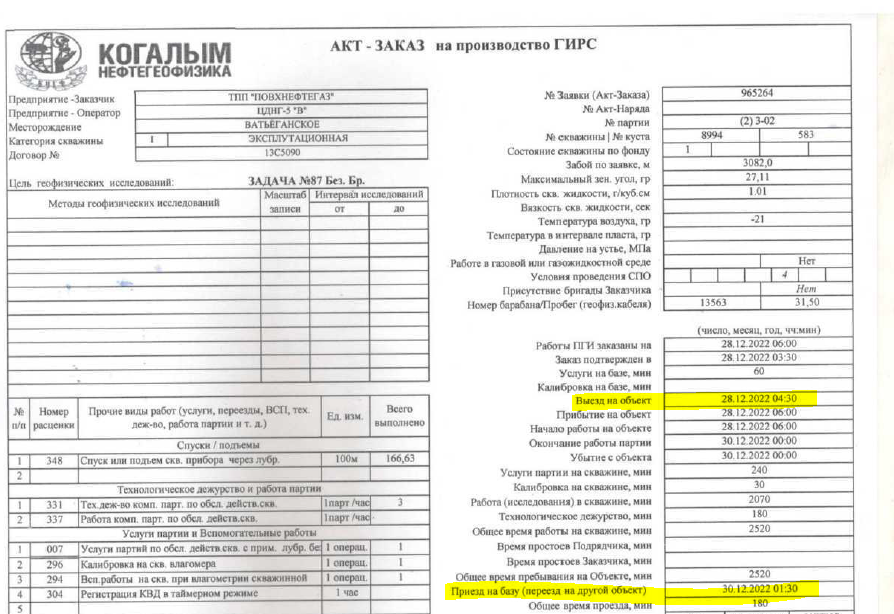 АКТ - ЗАКАЗ на производство ГИРС
КОГАЛЫМ
НЕФТЕГЕОФИЗИКА
Предприятие -Заказчик ТПП "ПОВХНЕФТЕГАЗ"
Предприятие - Оператор ЦДНГ-5 "В"
Месторождение ВАТЬЕГАНСКОЕ
Категория скважины 1 ЭКСПЛУТАЦИОННАЯ
Договор № 13С5090
Цель геофизических исследований: ЗАДАЧА №87 Без. Бр.
Методы геофизических исследований Масштаб записи Интервал исследований
от до
№ п/п Номер расценки Прочие виды работ (услуги, переезды, ВСП, тех. деж-во, работа партии и т. д.) Ед. изм. Всего выполнено
Спуски / подъемы
1 348 Спуск или подъем скв. прибора через лубр. 100м 166,63
2
Технологическое дежурство и работа партии
1 331 Тех.деж-во комп. парт. по обсл. действ.скв. 1парт /час 3
2 337 Работа комп. парт. по обсл. действ.скв. 1парт /час
Услуги партии и Вспомогательные работы
1 007 Услуги партий по обсл. действ.скв. с прим. лубр. бе 1 операц. 1
2 296 Калибровка на скв. влагомера 1 операц. 1
3 294 Всп.работы на скв. при влагометрии скважинной 1 операц. 1
4 304 Регистрация КВД в таймерном режиме 1 час
5
№ Заявки (Акт-Заказа) 965264
№ Акт-Наряда
№ партии (2) 3-02
№ скважины | № куста 8994 583
Состояние скважины по фонду 1
Забой по заявке, м 3082,0
Максимальный зен. угол, гр 27,11
Плотность скв. жидкости, г/куб.см 1.01
Вязкость скв. жидкости, сек
Температура воздуха, гр -21
Температура в интервале пласта, гр
Давление на устье, МПа
Работе в газовой или газожидкостной среде Нет
Условия проведения СПО 4
Присутствие бригады Заказчика Нет
Номер барабана/Пробег (геофиз.кабеля) 13563 31,50
(число, месяц, год, чч:мин)
Работы ПГИ заказаны на 28.12.2022 06:00
Заказ подтвержден в 28.12.2022 03:30
Услуги на базе, мин 60
Калибровка на базе, мин
Выезд на объект 28.12.2022 04:30
Прибытие на объект 28.12.2022 06:00
Начало работы на объекте 28.12.2022 06:00
Окончание работы партии 30.12.2022 00:00
Убытие с объекта 30.12.2022 00:00
Услуги партии на скважине, мин 240
Калибровка на скважине, мин 30
Работа (исследования) в скважине, мин 2070
Технологическое дежурство, мин 180
Общее время работы на скважине, мин 2520
Время простоев Подрядчика, мин
Время простоев Заказчика, мин
Общее время пребывания на Объекте, мин 2520
Приезд на базу (переезд на другой объект) 30.12.2022 01:30
Общее время проезда, мин 180